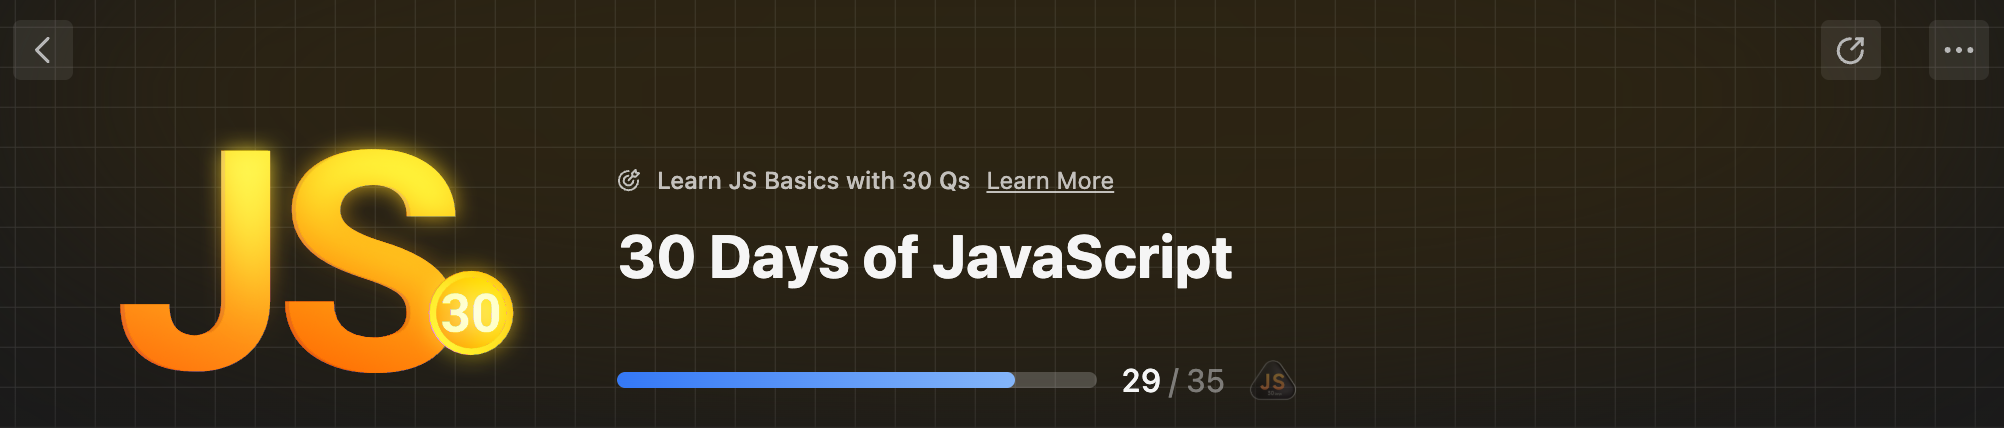 JS
30
Learn JS Basics with 30 Qs Learn More
30 Days of JavaScript
29 / 35
JS